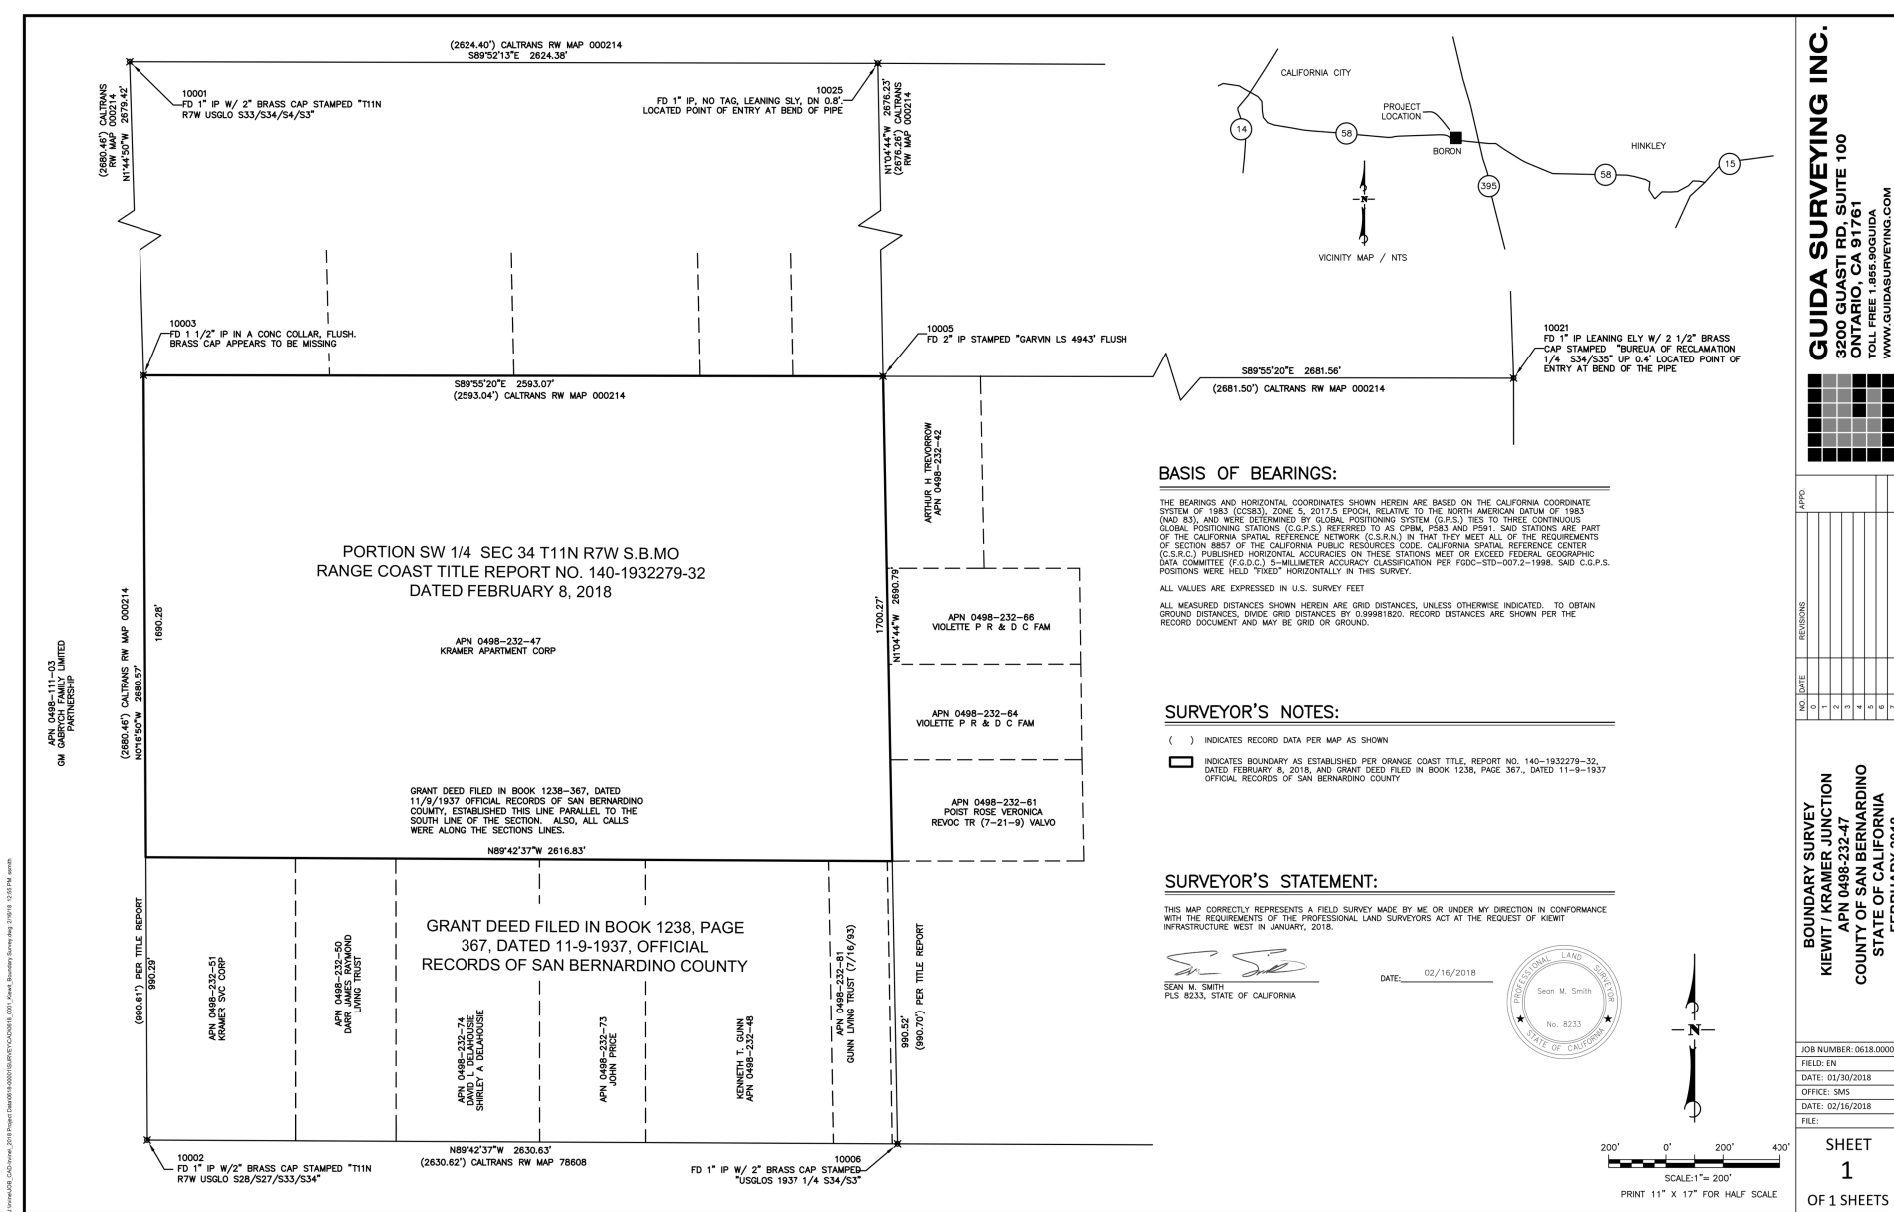 (2624.40') CALTRANS RW MAP 000214
S89°52'13"E 2624.38'
10001
FD 1" IP W/ 2" BRASS CAP STAMPED "T11N
R7W USGLO S33/S34/S4/S3"
10025
FD 1" IP, NO TAG, LEANING SLY, DN 0.8'.
LOCATED POINT OF ENTRY AT BEND OF PIPE
(2680.46') CALTRANS
RW MAP 000214
N1°44'50"W 2679.42'
N1°04'44"W 2676.23'
(2676.26') CALTRANS
RW MAP 000214
CALIFORNIA CITY
PROJECT
LOCATION
14
58
BORON
HINKLEY
395
58
15
N
VICINITY MAP / NTS
10003
FD 1 1/2" IP IN A CONC COLLAR, FLUSH.
BRASS CAP APPEARS TO BE MISSING
10005
FD 2" IP STAMPED "GARVIN LS 4943' FLUSH
10021
FD 1" IP LEANING ELY W/ 2 1/2" BRASS
CAP STAMPED "BUREUA OF RECLAMATION
1/4 S34/S35" UP 0.4' LOCATED POINT OF
ENTRY AT BEND OF THE PIPE
S89°55'20"E 2593.07'
(2593.04') CALTRANS RW MAP 000214
S89°55'20"E 2681.56'
(2681.50') CALTRANS RW MAP 000214
ARTHUR H TREVORROW
APN 0498-232-42
PORTION SW 1/4 SEC 34 T11N R7W S.B.MO
RANGE COAST TITLE REPORT NO. 140-1932279-32
DATED FEBRUARY 8, 2018
APN 0498-232-47
KRAMER APARTMENT CORP
APN 0498-111-03
GM GABRYCH FAMILY LIMITED
PARTNERSHIP
(2680.46') CALTRANS RW MAP 000214
N0°16'50"W 2680.57'
1690.28'
1700.27'
N1°04'44"W 2690.79'
APN 0498-232-66
VIOLETTE P R & D C FAM
APN 0498-232-64
VIOLETTE P R & D C FAM
APN 0498-232-61
POIST ROSE VERONICA
REVOC TR (7-21-9) VALVO
GRANT DEED FILED IN BOOK 1238-367, DATED
11/9/1937 OFFICIAL RECORDS OF SAN BERNARDINO
COUMTY, ESTABLISHED THIS LINE PARALLEL TO THE
SOUTH LINE OF THE SECTION. ALSO, ALL CALLS
WERE ALONG THE SECTIONS LINES.
N89°42'37"W 2616.83'
GRANT DEED FILED IN BOOK 1238, PAGE
367, DATED 11-9-1937, OFFICIAL
RECORDS OF SAN BERNARDINO COUNTY
(990.61') PER TITLE REPORT
990.29'
APN 0498-232-51
KRAMER SVC CORP
APN 0498-232-50
DARR JAMES RAYMOND
LIVING TRUST
APN 0498-232-74
DAVID L DELAHOUSIE
SHIRLEY A DELAHOUSIE
APN 0498-232-73
JOHN PRICE
KENNETH T. GUNN
APN 0498-232-48
APN 0498-232-81
GUNN LIVING TRUST (7/16/93)
990.52'
(990.70') PER TITLE REPORT
10002
FD 1" IP W/2" BRASS CAP STAMPED "T11N
R7W USGLO S28/S27/S33/S34"
N89°42'37"W 2630.63'
(2630.62') CALTRANS RW MAP 78608
10006
FD 1" IP W/ 2" BRASS CAP STAMPED
"USGLOS 1937 1/4 S34/S3"
BASIS OF BEARINGS:
THE BEARINGS AND HORIZONTAL COORDINATES SHOWN HEREIN ARE BASED ON THE CALIFORNIA COORDINATE
SYSTEM OF 1983 (CCS83), ZONE 5, 2017.5 EPOCH, RELATIVE TO THE NORTH AMERICAN DATUM OF 1983
(NAD 83), AND WERE DETERMINED BY GLOBAL POSITIONING SYSTEM (G.P.S.) TIES TO THREE CONTINUOUS
GLOBAL POSITIONING STATIONS (C.G.P.S.) REFERRED TO AS CPBM, P583 AND P591. SAID STATIONS ARE PART
OF THE CALIFORNIA SPATIAL REFERENCE NETWORK (C.S.R.N.) IN THAT THEY MEET ALL OF THE REQUIREMENTS
OF SECTION 8857 OF THE CALIFORNIA PUBLIC RESOURCES CODE. CALIFORNIA SPATIAL REFERENCE CENTER
(C.S.R.C.) PUBLISHED HORIZONTAL ACCURACIES ON THESE STATIONS MEET OR EXCEED FEDERAL GEOGRAPHIC
DATA COMMITTEE (F.G.D.C.) 5-MILLIMETER ACCURACY CLASSIFICATION PER FGDC-STD-007.2-1998. SAID C.G.P.S.
POSITIONS WERE HELD "FIXED" HORIZONTALLY IN THIS SURVEY.
ALL VALUES ARE EXPRESSED IN U.S. SURVEY FEET
ALL MEASURED DISTANCES SHOWN HEREIN ARE GRID DISTANCES, UNLESS OTHERWISE INDICATED. TO OBTAIN
GROUND DISTANCES, DIVIDE GRID DISTANCES BY 0.99981820. RECORD DISTANCES ARE SHOWN PER THE
RECORD DOCUMENT AND MAY BE GRID OR GROUND.
SURVEYOR'S NOTES:
( ) INDICATES RECORD DATA PER MAP AS SHOWN
INDICATES BOUNDARY AS ESTABLISHED PER ORANGE COAST TITLE, REPORT NO. 140-1932279-32,
DATED FEBRUARY 8, 2018, AND GRANT DEED FILED IN BOOK 1238, PAGE 367., DATED 11-9-1937
OFFICIAL RECORDS OF SAN BERNARDINO COUNTY
SURVEYOR'S STATEMENT:
THIS MAP CORRECTLY REPRESENTS A FIELD SURVEY MADE BY ME OR UNDER MY DIRECTION IN CONFORMANCE
WITH THE REQUIREMENTS OF THE PROFESSIONAL LAND SURVEYORS ACT AT THE REQUEST OF KIEWIT
INFRASTRUCTURE WEST IN JANUARY, 2018.
SEAN M. SMITH
PLS 8233, STATE OF CALIFORNIA
DATE: 02/16/2018
PROFESSIONAL LAND SURVEYOR
Sean M. Smith
No. 8233
STATE OF CALIFORNIA
N
200' 0' 200' 400'
SCALE:1"= 200'
PRINT 11" X 17" FOR HALF SCALE
GUIDA SURVEYING INC.
3200 GUASTI RD, SUITE 100
ONTARIO, CA 91761
TOLL FREE 1.855.90GUIDA
WWW.GUIDASURVEYING.COM
NO. DATE REVISIONS APPD.
0
1
2
3
4
5
6
7
BOUNDARY SURVEY
KIEWIT / KRAMER JUNCTION
APN 0498-232-47
COUNTY OF SAN BERNARDINO
STATE OF CALIFORNIA
FEBRUARY 2018
JOB NUMBER: 0618.0000
FIELD: EN
DATE: 01/30/2018
OFFICE: SMS
DATE: 02/16/2018
FILE:
SHEET
1
OF 1 SHEETS